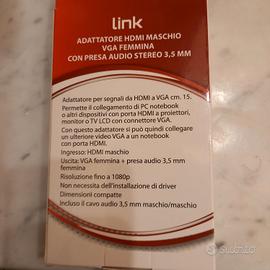 link
ADATTATORE HDMI MASCHIO
VGA FEMMINA
CON PRESA AUDIO STEREO 3,5 MM
Adattatore per segnali da HDMI a VGA cm. 15.
Permette il collegamento di PC notebook
o altri dispositivi con porta HDMI a proiettori,
monitor o TV LCD con connettore VGA.
Con questo adattatore si può quindi collegare
un ulteriore video VGA a un notebook
con porta HDMI.
Ingresso: HDMI maschio
Uscita: VGA femmina + presa audio 3,5 mm
femmina
Risoluzione fino a 1080p
Non necessita dell'installazione di driver
Dimensioni compatte
Incluso il cavo audio 3,5 mm maschio/maschio
subito